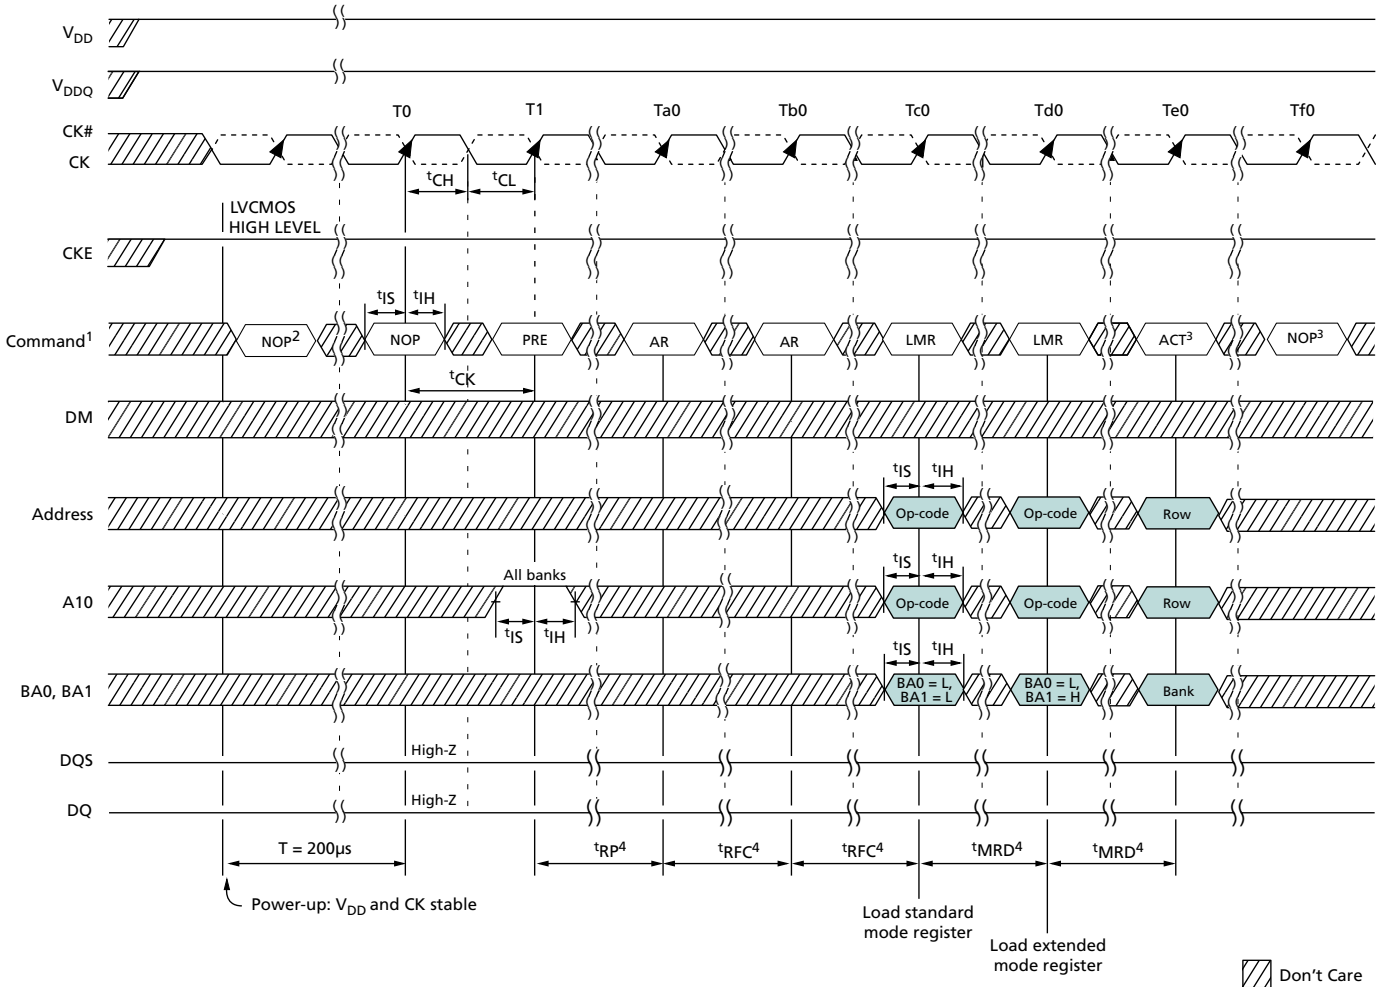 VDD
VDDQ
T0 T1 Ta0 Tb0 Tc0 Td0 Te0 Tf0
CK#
CK
tCH tCL
LVCMOS
HIGH LEVEL
CKE
tIS tIH
Command1 NOP2 NOP PRE AR AR LMR LMR ACT3 NOP3
tCK
DM
tIS tIH
Address Op-code Op-code Row
tIS tIH
All banks
A10 Op-code Op-code Row
tIS tIH
tIS tIH
BA0, BA1 BA0 = L, BA1 = L BA0 = L, BA1 = H Bank
DQS High-Z
DQ High-Z
T = 200µs tRP4 tRFC4 tRFC4 tMRD4 tMRD4
Power-up: VDD and CK stable
Load standard
mode register
Load extended
mode register
Don't Care